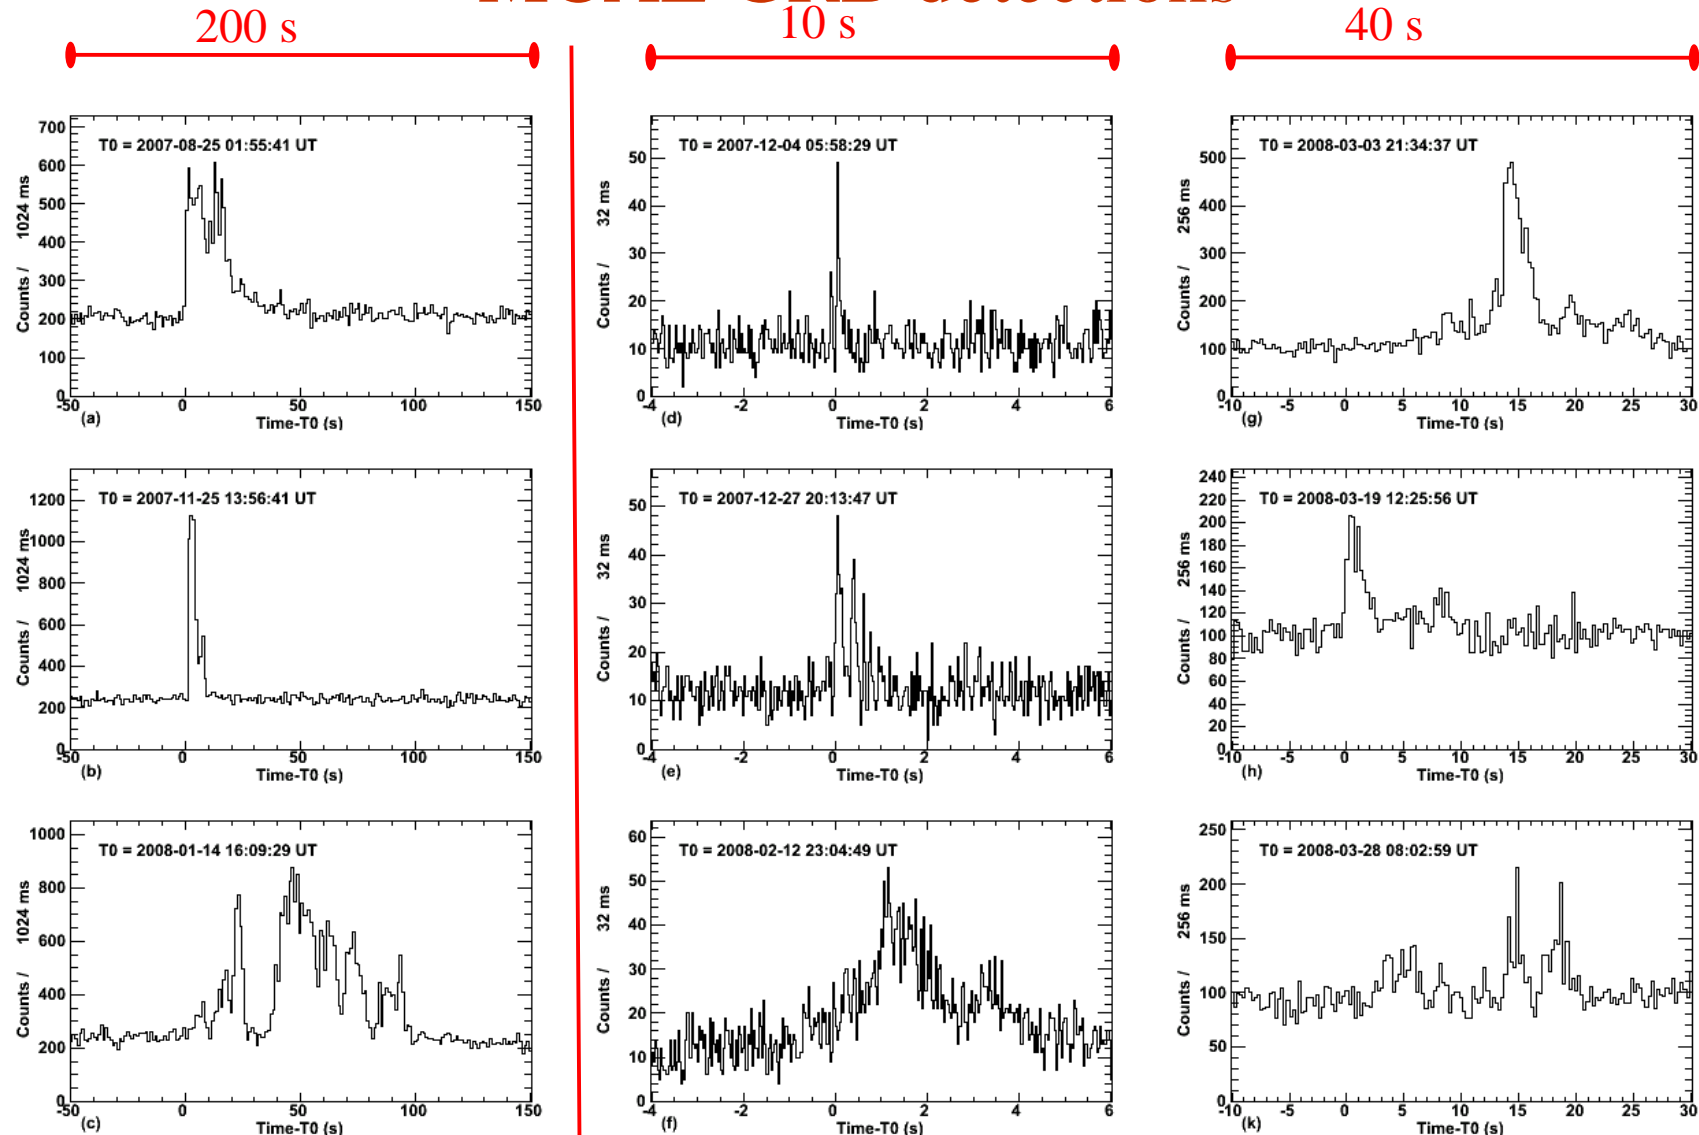 MCAL GRB detections
200 s
10 s
40 s
700
600
500
400
300
200
100
0
Counts / 1024 ms
T0 = 2007-08-25 01:55:41 UT
-50 0 50 100 150
(a) Time-T0 (s)
50
40
30
20
10
0
Counts / 32 ms
T0 = 2007-12-04 05:58:29 UT
-4 -2 0 2 4 6
(d) Time-T0 (s)
500
400
300
200
100
0
Counts / 256 ms
T0 = 2008-03-03 21:34:37 UT
-10 -5 0 5 10 15 20 25 30
(g) Time-T0 (s)
1200
1000
800
600
400
200
0
Counts / 1024 ms
T0 = 2007-11-25 13:56:41 UT
-50 0 50 100 150
(b) Time-T0 (s)
50
40
30
20
10
0
Counts / 32 ms
T0 = 2007-12-27 20:13:47 UT
-4 -2 0 2 4 6
(e) Time-T0 (s)
240
220
200
180
160
140
120
100
80
60
40
20
0
Counts / 256 ms
T0 = 2008-03-19 12:25:56 UT
-10 -5 0 5 10 15 20 25 30
(h) Time-T0 (s)
1000
800
600
400
200
0
Counts / 1024 ms
T0 = 2008-01-14 16:09:29 UT
-50 0 50 100 150
(c) Time-T0 (s)
60
50
40
30
20
10
0
Counts / 32 ms
T0 = 2008-02-12 23:04:49 UT
-4 -2 0 2 4 6
(f) Time-T0 (s)
250
200
150
100
50
0
Counts / 256 ms
T0 = 2008-03-28 08:02:59 UT
-10 -5 0 5 10 15 20 25 30
(k) Time-T0 (s)